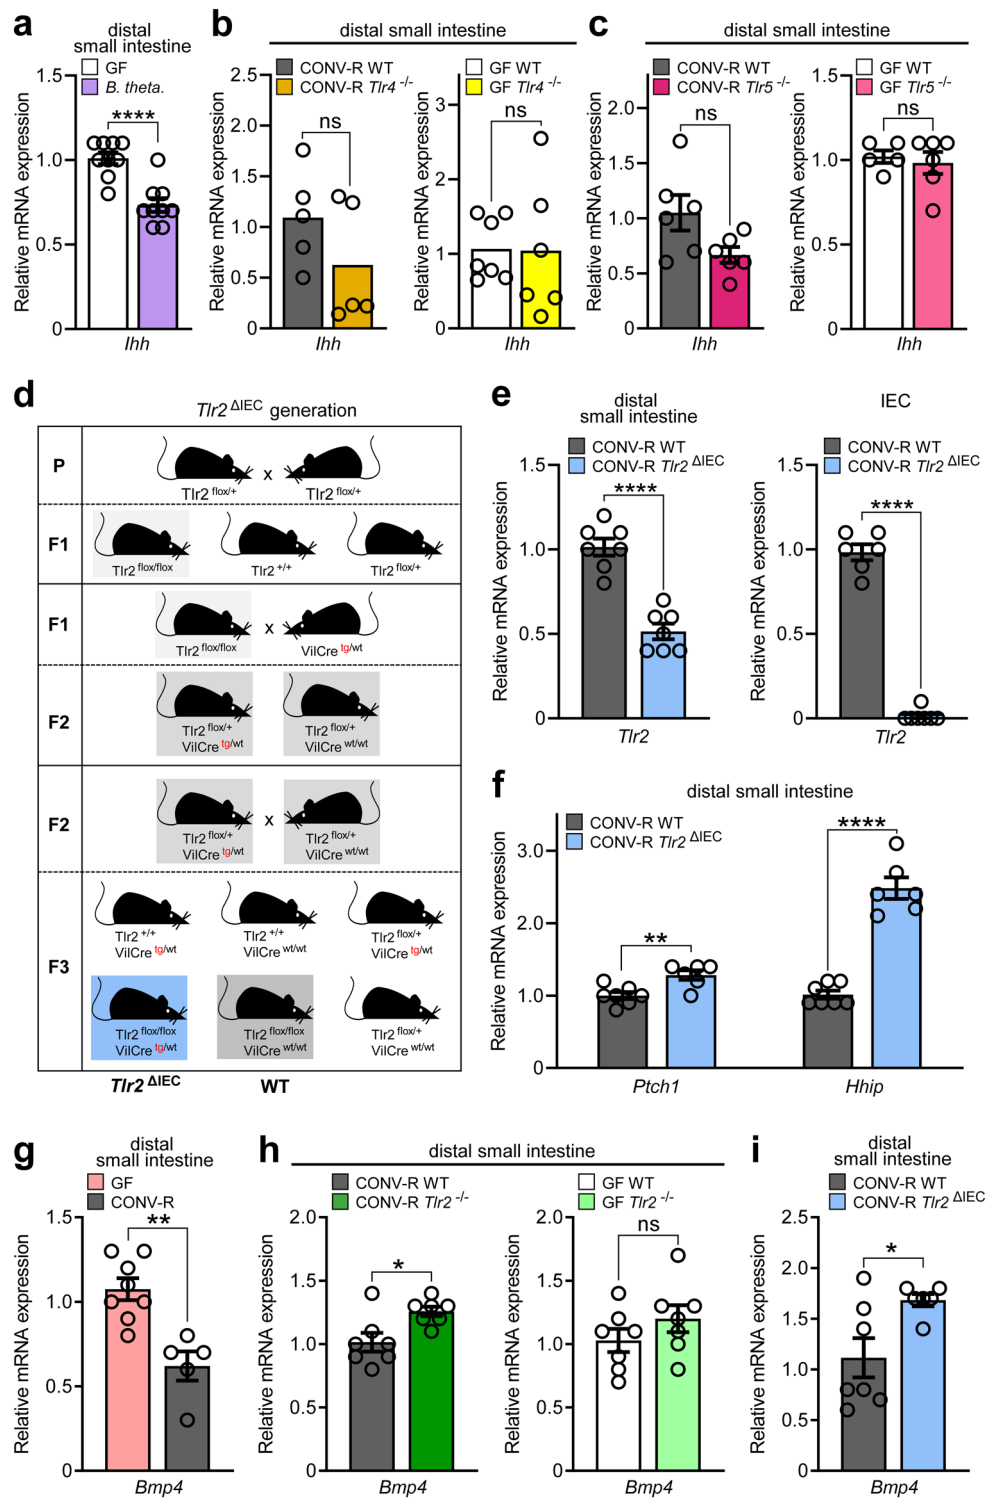 a
distal
small intestine
GF
B. theta.
Relative mRNA expression
1.5
1.0
0.5
0
****
Ihh
b
distal small intestine
CONV-R WT
CONV-R Tlr4 -/-
Relative mRNA expression
2.5
2.0
1.5
1.0
0.5
0
ns
Ihh
GF WT
GF Tlr4 -/-
Relative mRNA expression
3
2
1
0
ns
Ihh
c
distal small intestine
CONV-R WT
CONV-R Tlr5 -/-
Relative mRNA expression
2.0
1.5
1.0
0.5
0
ns
Ihh
GF WT
GF Tlr5 -/-
Relative mRNA expression
1.5
1.0
0.5
0
ns
Ihh
d
Tlr2 ΔIEC generation
P
Tlr2 flox/+
x
Tlr2 flox/+
F1
Tlr2 flox/flox
Tlr2 +/+
Tlr2 flox/+
F1
Tlr2 flox/flox
x
VilCre tg/wt
F2
Tlr2 flox/+
VilCre tg/wt
Tlr2 flox/+
VilCre wt/wt
F2
Tlr2 flox/+
VilCre tg/wt
x
Tlr2 flox/+
VilCre wt/wt
F3
Tlr2 +/+
VilCre tg/wt
Tlr2 +/+
VilCre wt/wt
Tlr2 flox/+
VilCre tg/wt
Tlr2 flox/flox
VilCre tg/wt
Tlr2 flox/flox
VilCre wt/wt
Tlr2 flox/+
VilCre wt/wt
Tlr2 ΔIEC
WT
e
distal
small intestine
CONV-R WT
CONV-R Tlr2 ΔIEC
Relative mRNA expression
1.5
1.0
0.5
0
****
Tlr2
IEC
CONV-R WT
CONV-R Tlr2 ΔIEC
Relative mRNA expression
1.5
1.0
0.5
0
****
Tlr2
f
distal small intestine
CONV-R WT
CONV-R Tlr2 ΔIEC
Relative mRNA expression
3.0
2.0
1.0
0
**
****
Ptch1
Hhip
g
distal
small intestine
GF
CONV-R
Relative mRNA expression
1.5
1.0
0.5
0
**
Bmp4
h
distal small intestine
CONV-R WT
CONV-R Tlr2 -/-
Relative mRNA expression
2.0
1.5
1.0
0.5
0
*
Bmp4
GF WT
GF Tlr2 -/-
Relative mRNA expression
2.0
1.5
1.0
0.5
0
ns
Bmp4
i
distal
small intestine
CONV-R WT
CONV-R Tlr2 ΔIEC
Relative mRNA expression
2.5
2.0
1.5
1.0
0.5
0
*
Bmp4